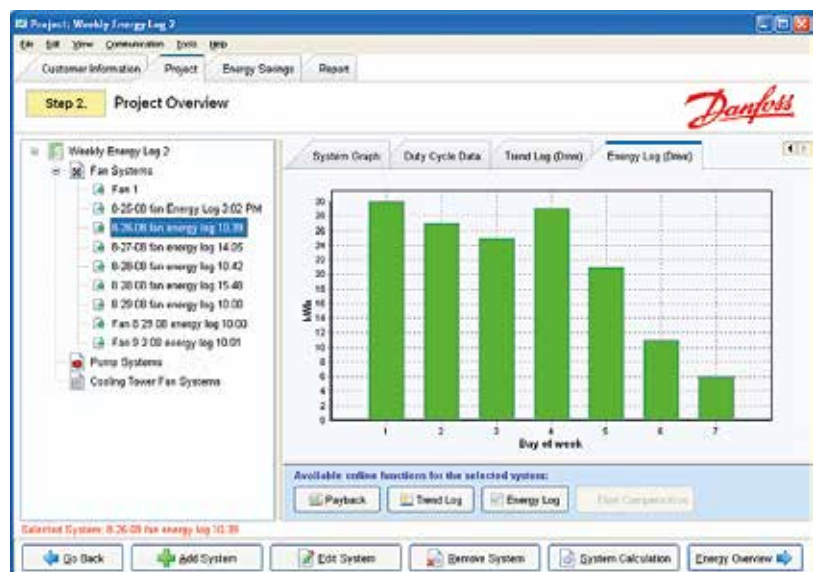 Project: Weekly Energy Log 2
File Edit View Communication Tools Help
Customer Information Project Energy Savings Report
Step 2. Project Overview
Danfoss
Weekly Energy Log 2
Fan Systems
Fan 1
8-25-08 fan Energy Log 3:02 PM
8-26-08 fan energy log 10.39
8-27-08 fan energy log 14.05
8-28-08 fan energy log 10.42
8 28 08 fan energy log 15.48
8 29 08 fan energy log 10:00
Fan 8 29 08 energy log 10:00
Fan 9 3 08 energy log 10:01
Pump Systems
Cooling Tower Fan Systems
System Graph Duty Cycle Data Trend Log (Drive) Energy Log (Drive)
30
28
26
24
22
20
18
16
14
12
10
8
6
4
2
0
1 2 3 4 5 6 7
Day of week
Available online functions for the selected system:
Payback Trend Log Energy Log
Selected System: 8-26-08 fan energy log 10.39
Go Back Add System Edit System Remove System System Calculation Energy Overview